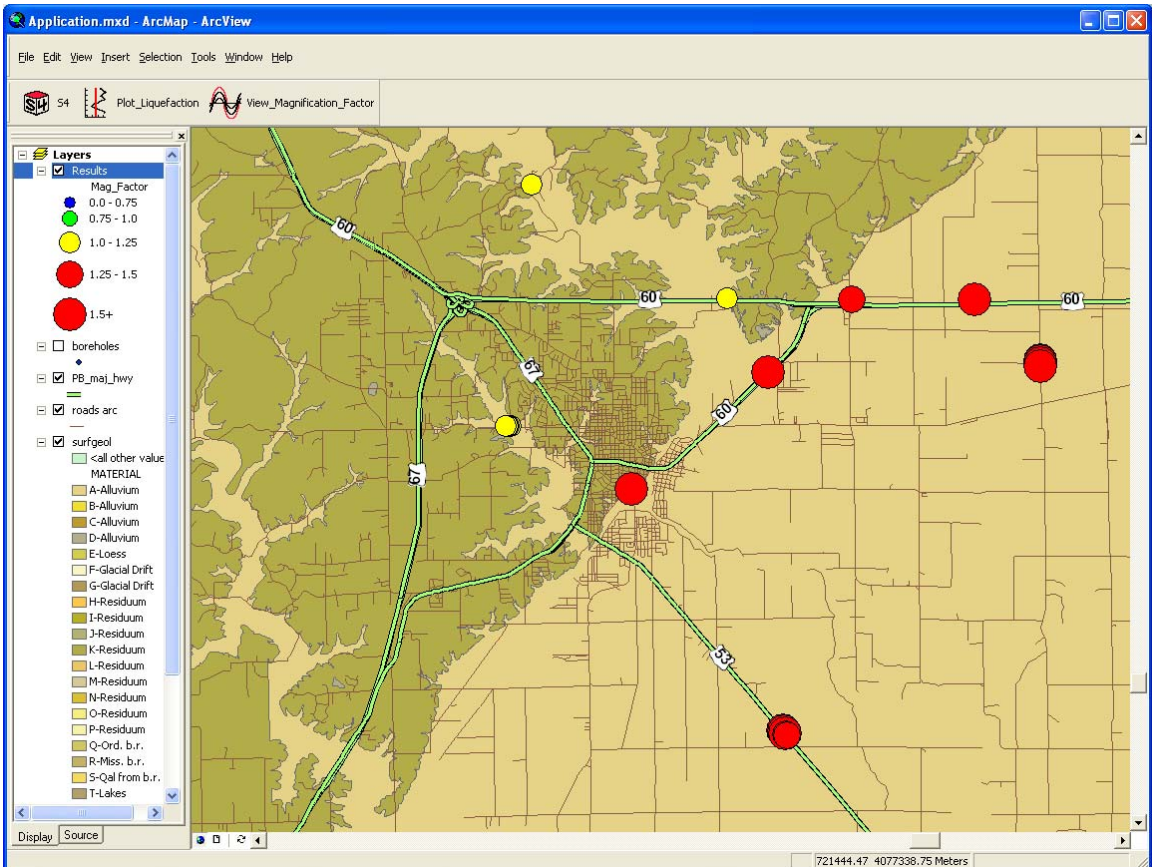 Application.mxd - ArcMap - ArcView
File Edit View Insert Selection Tools Window Help
S4 S4 Plot_Liquefaction View_Magnification_Factor
Layers
Results
Mag_Factor
0.0 - 0.75
0.75 - 1.0
1.0 - 1.25
1.25 - 1.5
1.5+
boreholes
PB_maj_hwy
roads arc
surfgeol
<all other value
MATERIAL
A-Alluvium
B-Alluvium
C-Alluvium
D-Alluvium
E-Loess
F-Glacial Drift
G-Glacial Drift
H-Residuum
I-Residuum
J-Residuum
K-Residuum
L-Residuum
M-Residuum
N-Residuum
O-Residuum
P-Residuum
Q-Ord. b.r.
R-Miss. b.r.
S-Qal from b.r.
T-Lakes
Display Source
60
60
60
67
60
67
53
721444.47 4077338.75 Meters